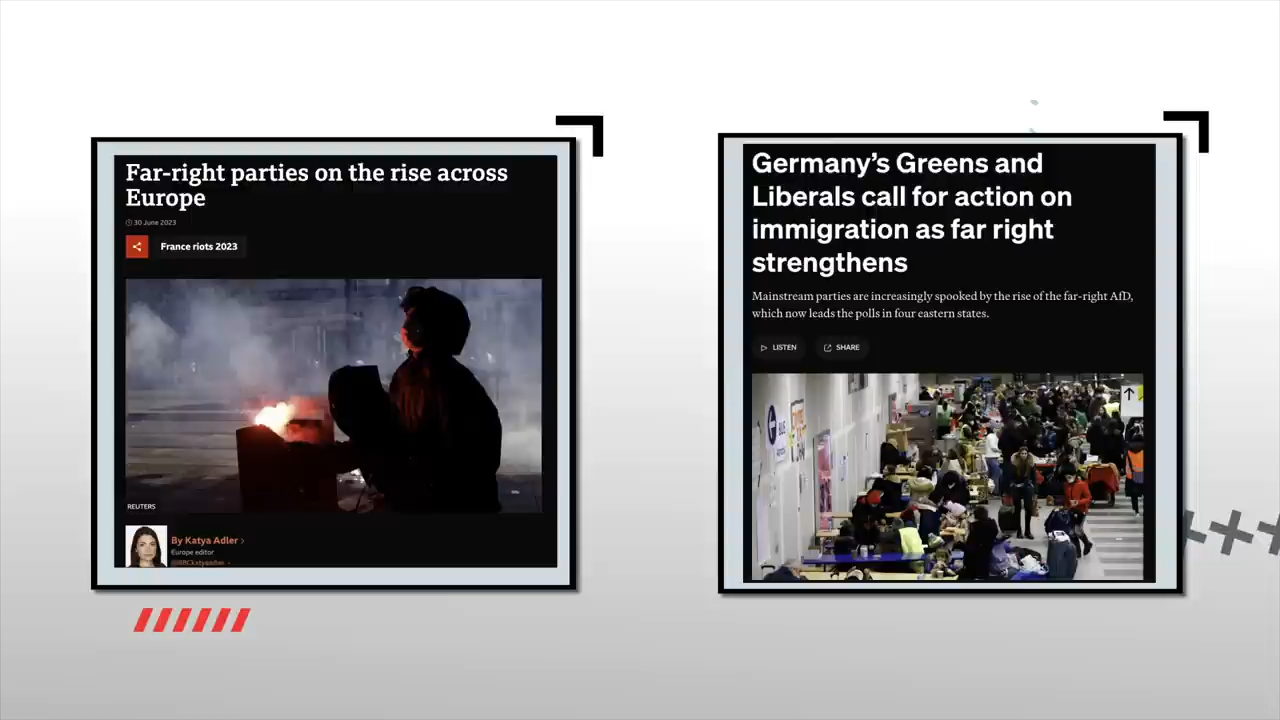 Far-right parties on the rise across
Europe
30 June 2023
France riots 2023
REUTERS
By Katya Adler
Europe editor
@BBCkatyaadler
Germany's Greens and
Liberals call for action on
immigration as far right
strengthens
Mainstream parties are increasingly spooked by the rise of the far-right AfD,
which now leads the polls in four eastern states.
LISTEN
SHARE
BUS